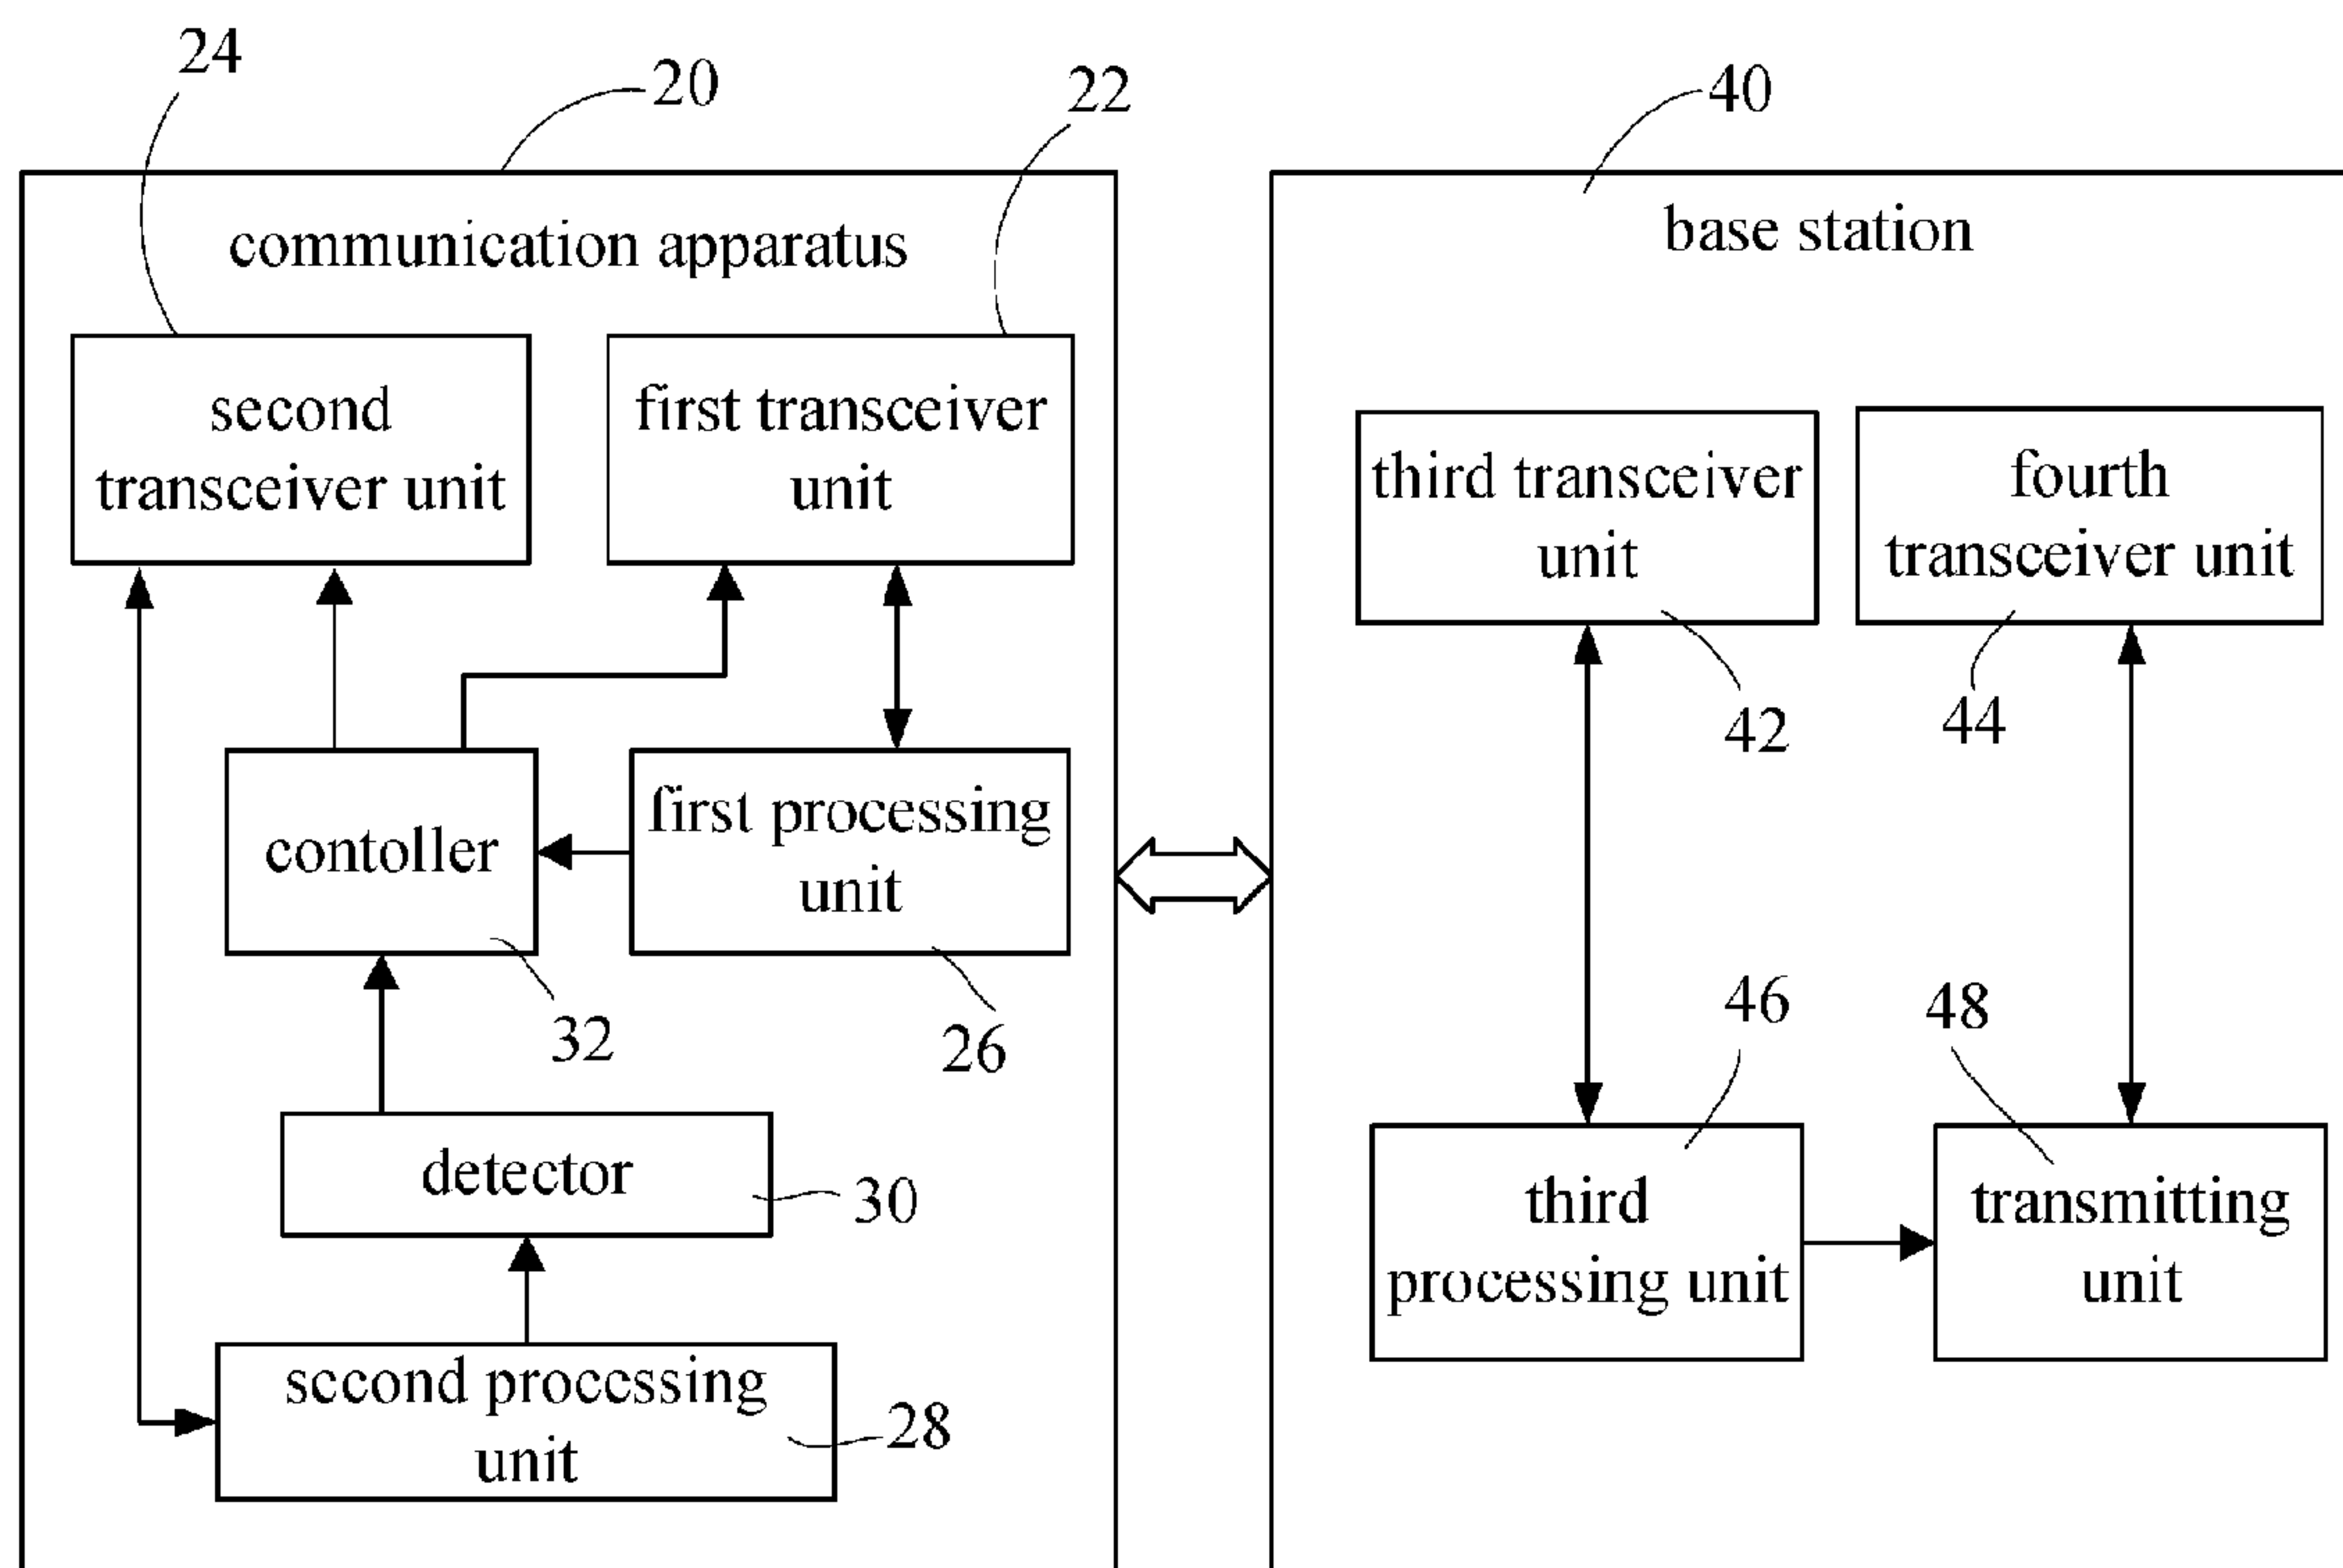 24
20
22
40
communication apparatus
base station
second
transceiver unit
first transceiver
unit
third transceiver
unit
fourth
transceiver unit
42
44
contoller
first processing
unit
32
26
46
48
detector
30
third
processing unit
transmitting
unit
second processing
unit
28